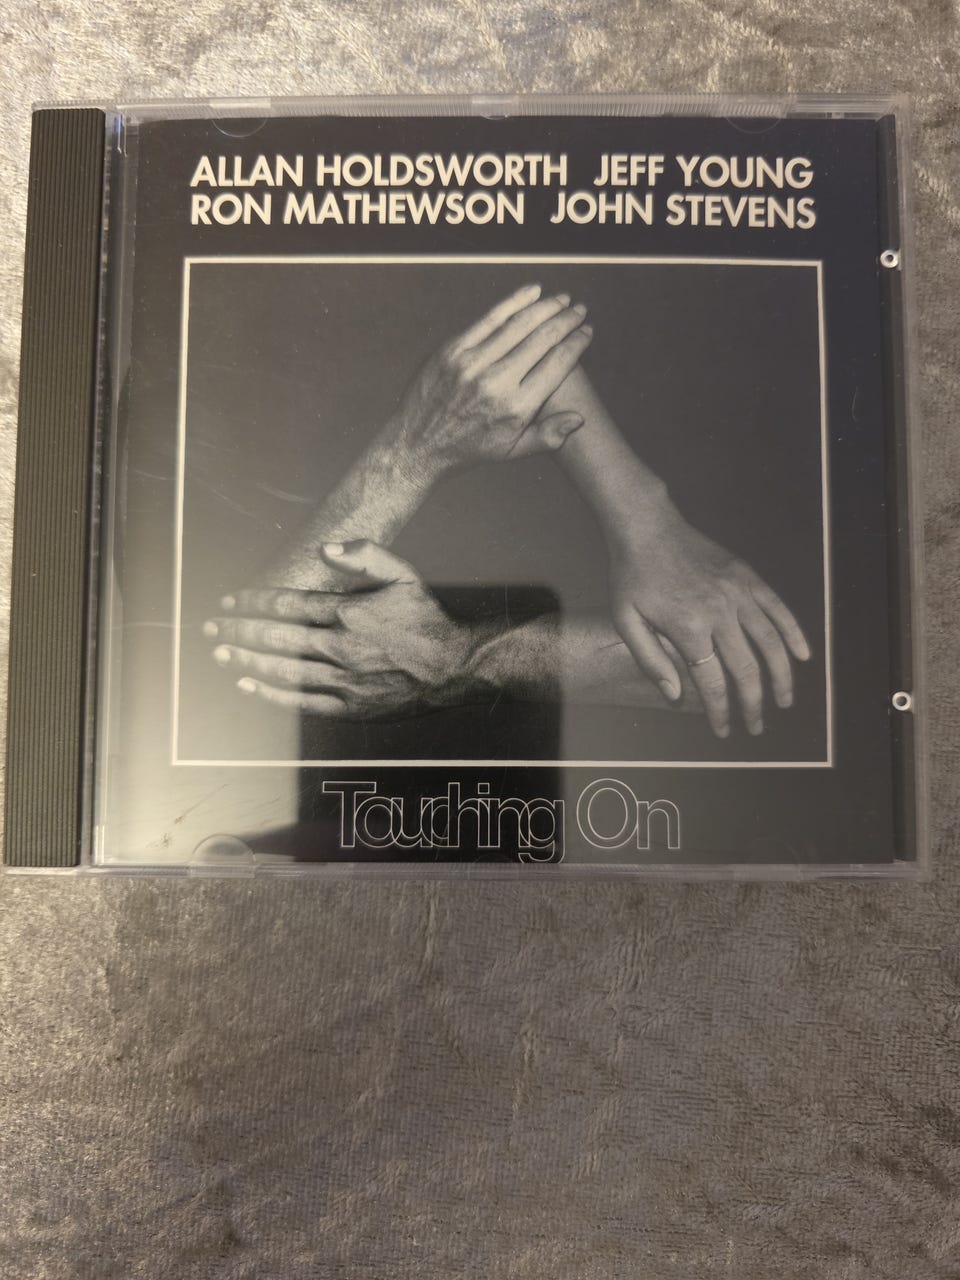 ALLAN HOLDSWORTH JEFF YOUNG
RON MATHEWSON JOHN STEVENS
Touching On